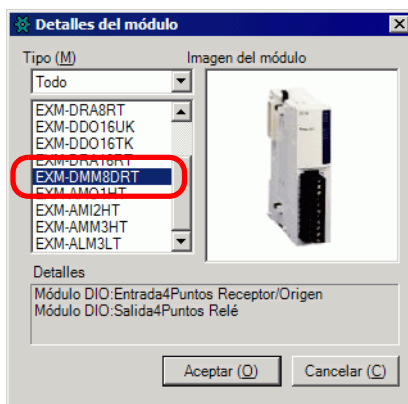 Detalles del módulo
Tipo (M)
Imagen del módulo
Todo
EXM-DRA8RT
EXM-DDO16UK
EXM-DDO16TK
EXM-DRA16RT
EXM-DMM8DRT
EXM-AMO1HT
EXM-AMI2HT
EXM-AMM3HT
EXM-ALM3LT
Detalles
Módulo DIO:Entrada4Puntos Receptor/Origen
Módulo DIO:Salida4Puntos Relé
Aceptar (O)
Cancelar (C)